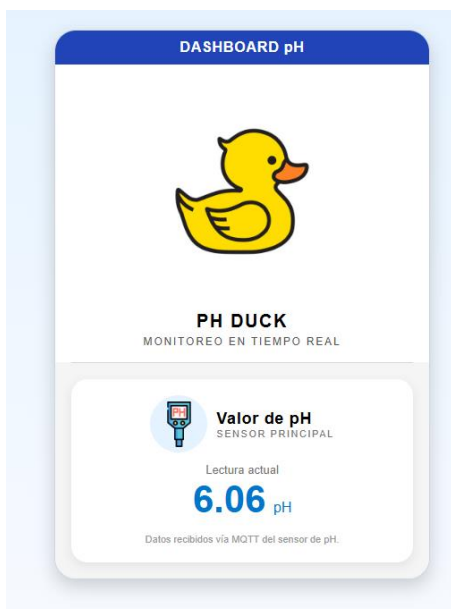 DASHBOARD pH
PH DUCK
MONITOREO EN TIEMPO REAL
PH
Valor de pH
SENSOR PRINCIPAL
Lectura actual
6.06 pH
Datos recibidos vía MQTT del sensor de pH.